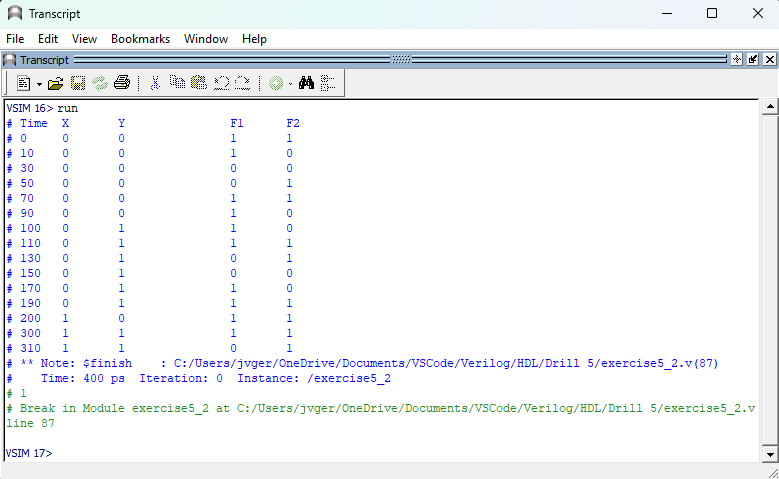 Transcript
File Edit View Bookmarks Window Help
Transcript
VSIM 16> run
# Time X Y F1 F2
# 0 0 0 1 1
# 10 0 0 1 0
# 30 0 0 0 0
# 50 0 0 0 1
# 70 0 0 1 1
# 90 0 0 1 0
# 100 0 1 1 0
# 110 0 1 1 1
# 130 0 1 0 1
# 150 0 1 0 0
# 170 0 1 1 0
# 190 0 1 1 1
# 200 1 0 1 1
# 300 1 1 1 1
# 310 1 1 0 1
# ** Note: $finish : C:/Users/jvger/OneDrive/Documents/VSCode/Verilog/HDL/Drill 5/exercise5_2.v(87)
# Time: 400 ps Iteration: 0 Instance: /exercise5_2
# 1
# Break in Module exercise5_2 at C:/Users/jvger/OneDrive/Documents/VSCode/Verilog/HDL/Drill 5/exercise5_2.v
line 87
VSIM 17>